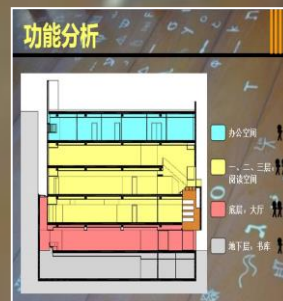 功能分析
办公空间
一、二、三层：
阅读空间
底层：大厅
地下层：书库